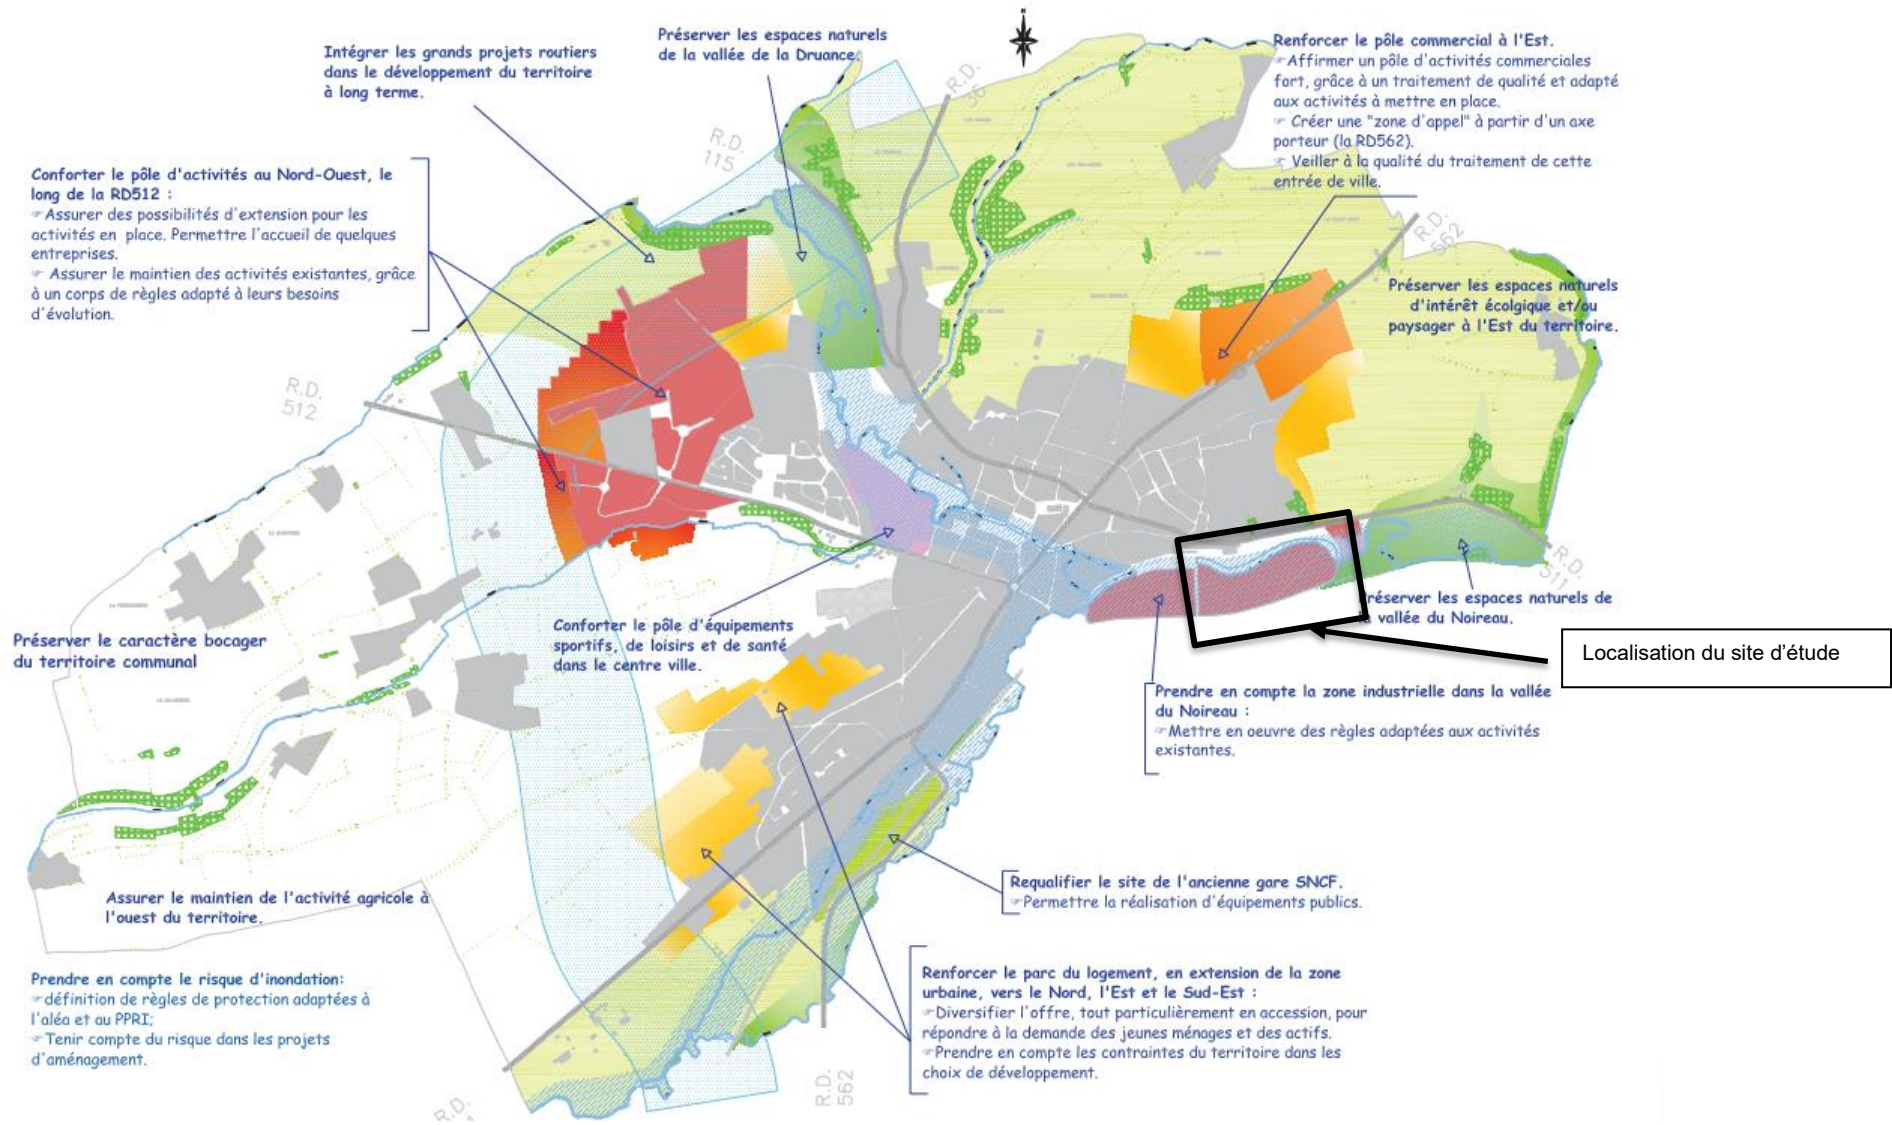 Intégrer les grands projets routiers
dans le développement du territoire
à long terme.
Préserver les espaces naturels
de la vallée de la Druance.
Renforcer le pôle commercial à l'Est.
☞Affirmer un pôle d'activités commerciales
fort, grâce à un traitement de qualité et adapté
aux activités à mettre en place.
☞ Créer une "zone d'appel" à partir d'un axe
porteur (la RD562).
☞ Veiller à la qualité du traitement de cette
entrée de ville.
R.D.
56
R.D.
115
Conforter le pôle d'activités au Nord-Ouest, le
long de la RD512 :
☞Assurer des possibilités d'extension pour les
activités en place. Permettre l'accueil de quelques
entreprises.
☞ Assurer le maintien des activités existantes, grâce
à un corps de règles adapté à leurs besoins
d'évolution.
R.D.
562
Préserver les espaces naturels
d'intérêt écolgique et/ou
paysager à l'Est du territoire.
R.D.
512
R.D.
511
Préserver le caractère bocager
du territoire communal
Conforter le pôle d'équipements
sportifs, de loisirs et de santé
dans le centre ville.
Préserver les espaces naturels de
la vallée du Noireau.
Localisation du site d'étude
Prendre en compte la zone industrielle dans la vallée
du Noireau :
☞Mettre en oeuvre des règles adaptées aux activités
existantes.
Assurer le maintien de l'activité agricole à
l'ouest du territoire.
Requalifier le site de l'ancienne gare SNCF.
☞Permettre la réalisation d'équipements publics.
Prendre en compte le risque d'inondation:
☞définition de règles de protection adaptées à
l'aléa et au PPRI;
☞Tenir compte du risque dans les projets
d'aménagement.
Renforcer le parc du logement, en extension de la zone
urbaine, vers le Nord, l'Est et le Sud-Est :
☞Diversifier l'offre, tout particulièrement en accession, pour
répondre à la demande des jeunes ménages et des actifs.
☞Prendre en compte les contraintes du territoire dans les
choix de développement.
R.D.
562
R.D.